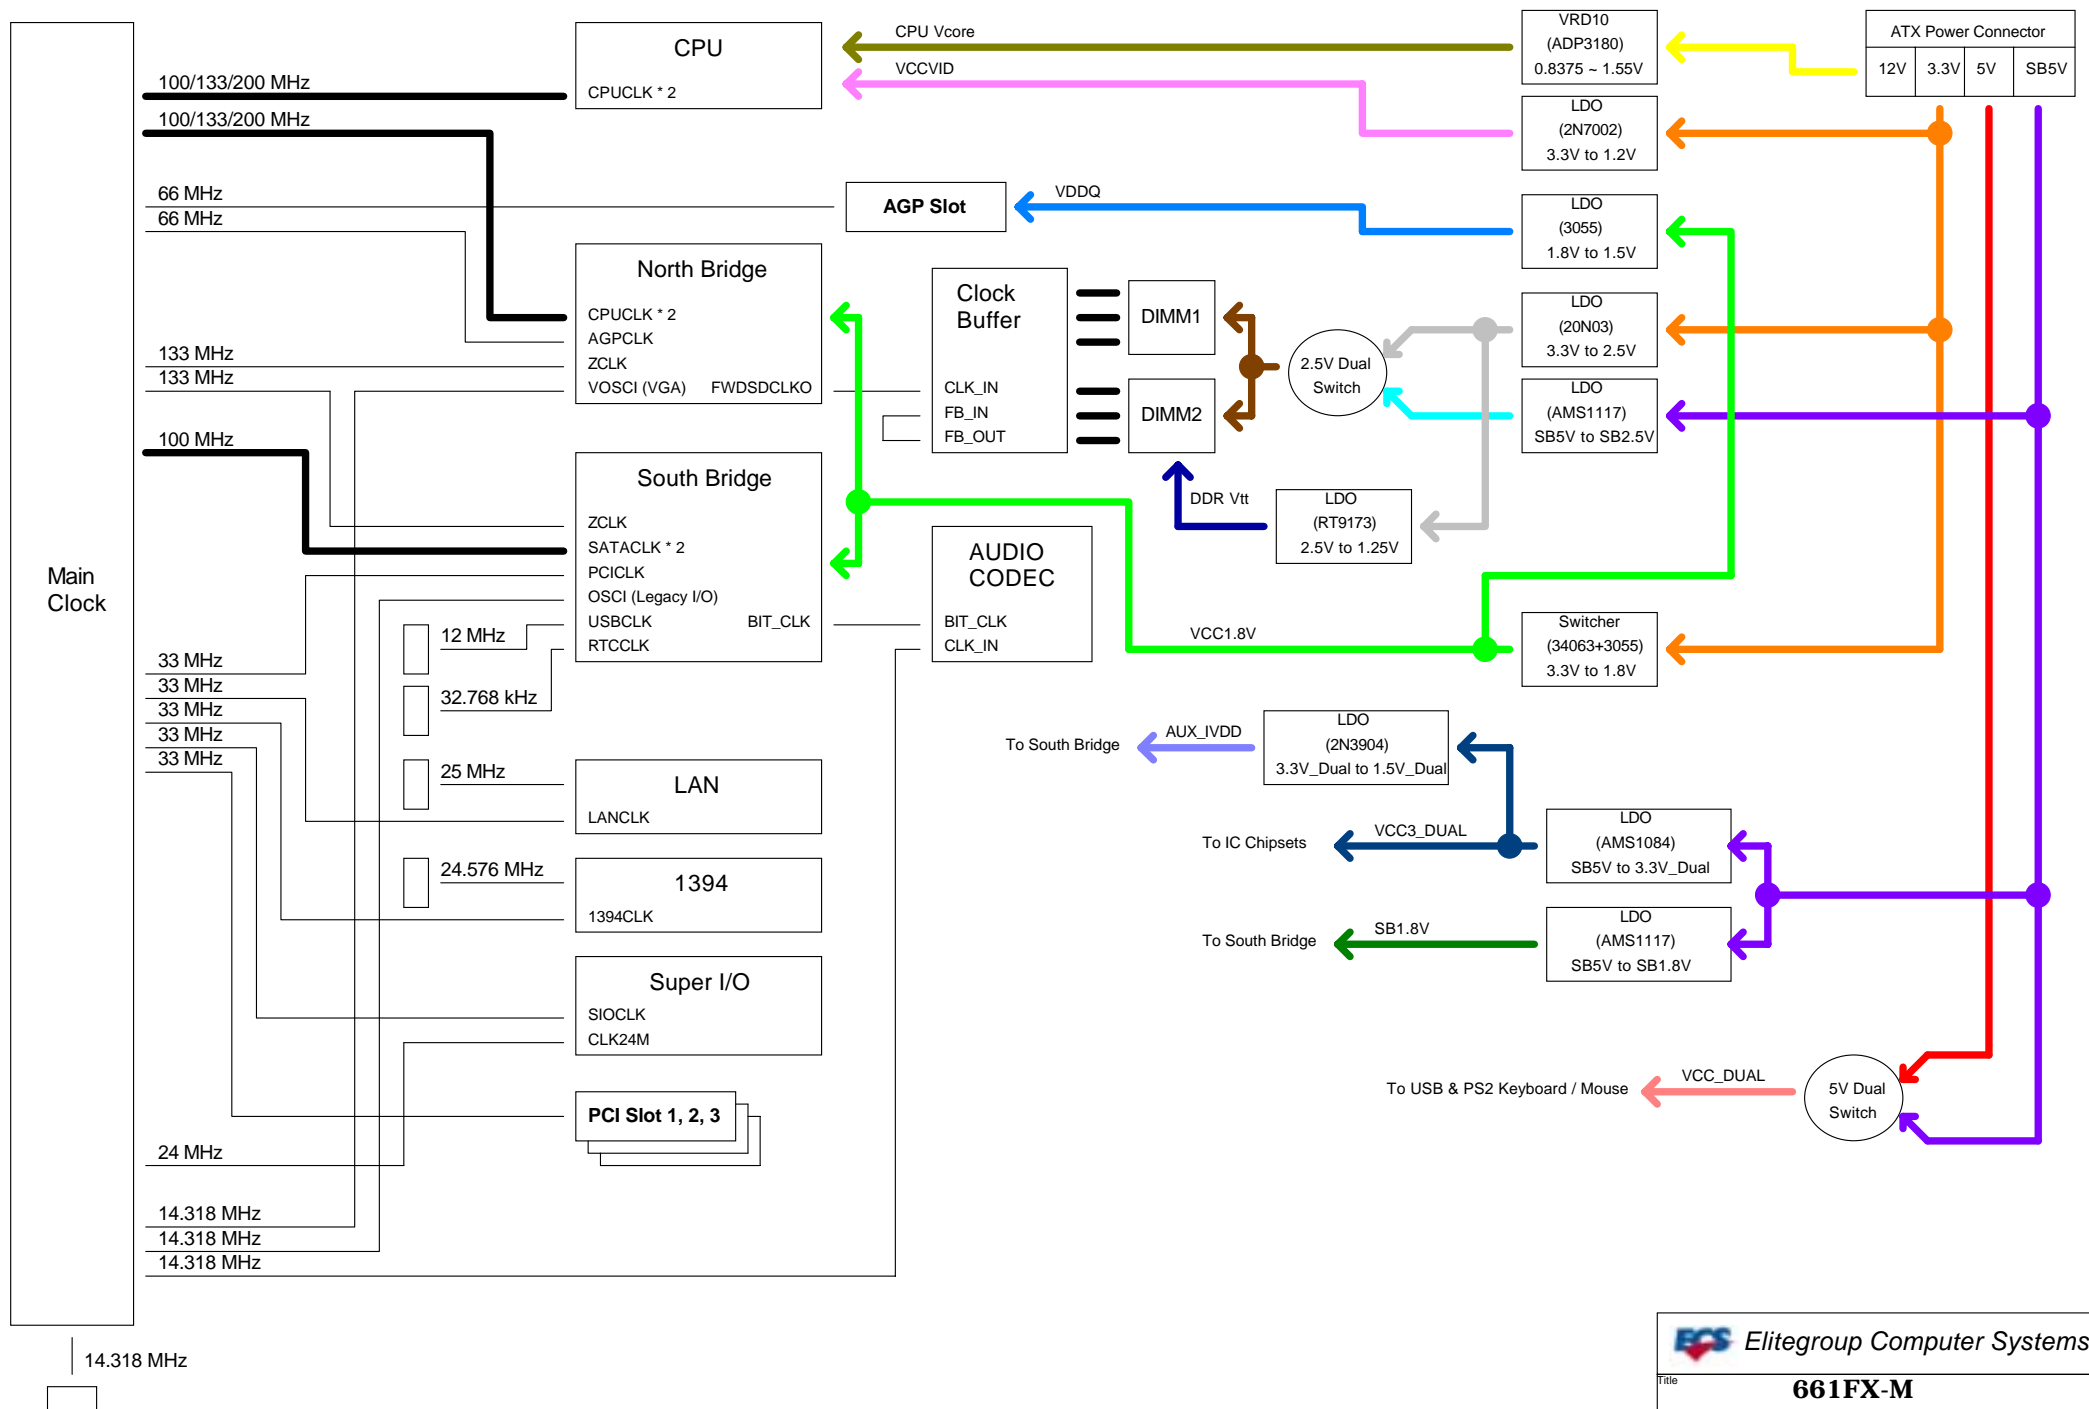 Main
Clock
100/133/200 MHz
100/133/200 MHz
66 MHz
66 MHz
133 MHz
133 MHz
100 MHz
33 MHz
33 MHz
33 MHz
33 MHz
33 MHz
24 MHz
14.318 MHz
14.318 MHz
14.318 MHz
14.318 MHz
CPU
CPUCLK * 2
North Bridge
CPUCLK * 2
AGPCLK
ZCLK
VOSCI (VGA) FWDSDCLKO
South Bridge
ZCLK
SATACLK * 2
PCICLK
OSCI (Legacy I/O)
USBCLK BIT_CLK
RTCCLK
12 MHz
32.768 kHz
25 MHz
LAN
LANCLK
24.576 MHz
1394
1394CLK
Super I/O
SIOCLK
CLK24M
PCI Slot 1, 2, 3
AGP Slot
Clock
Buffer
CLK_IN
FB_IN
FB_OUT
DIMM1
DIMM2
AUDIO
CODEC
BIT_CLK
CLK_IN
CPU Vcore
VCCVID
VDDQ
2.5V Dual
Switch
DDR Vtt
LDO
(RT9173)
2.5V to 1.25V
VCC1.8V
VRD10
(ADP3180)
0.8375 ~ 1.55V
LDO
(2N7002)
3.3V to 1.2V
LDO
(3055)
1.8V to 1.5V
LDO
(20N03)
3.3V to 2.5V
LDO
(AMS1117)
SB5V to SB2.5V
Switcher
(34063+3055)
3.3V to 1.8V
ATX Power Connector
12V 3.3V 5V SB5V
To South Bridge
AUX_IVDD
LDO
(2N3904)
3.3V_Dual to 1.5V_Dual
To IC Chipsets
VCC3_DUAL
LDO
(AMS1084)
SB5V to 3.3V_Dual
To South Bridge
SB1.8V
LDO
(AMS1117)
SB5V to SB1.8V
To USB & PS2 Keyboard / Mouse
VCC_DUAL
5V Dual
Switch
ECS Elitegroup Computer Systems
Title
661FX-M